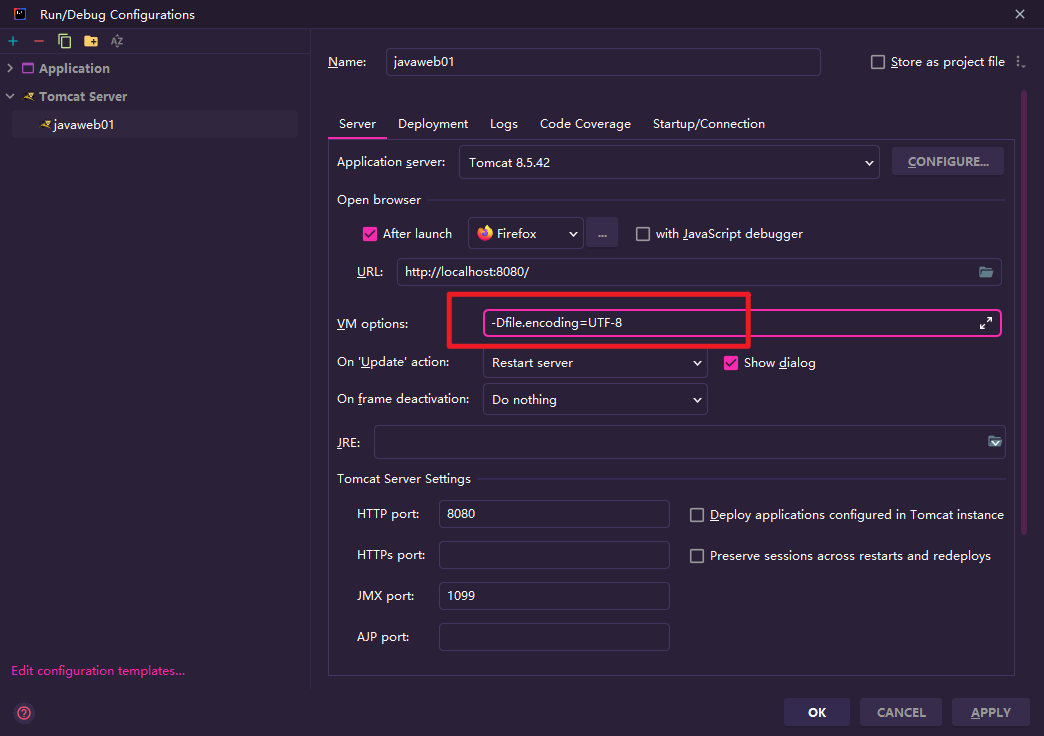 Run/Debug Configurations
Application
Tomcat Server
javaweb01
Edit configuration templates...
Name: javaweb01 Store as project file
Server Deployment Logs Code Coverage Startup/Connection
Application server: Tomcat 8.5.42 CONFIGURE...
Open browser
After launch Firefox ... with JavaScript debugger
URL: http://localhost:8080/
VM options: -Dfile.encoding=UTF-8
On 'Update' action: Restart server Show dialog
On frame deactivation: Do nothing
JRE:
Tomcat Server Settings
HTTP port: 8080 Deploy applications configured in Tomcat instance
HTTPs port: Preserve sessions across restarts and redeploys
JMX port: 1099
AJP port:
OK CANCEL APPLY